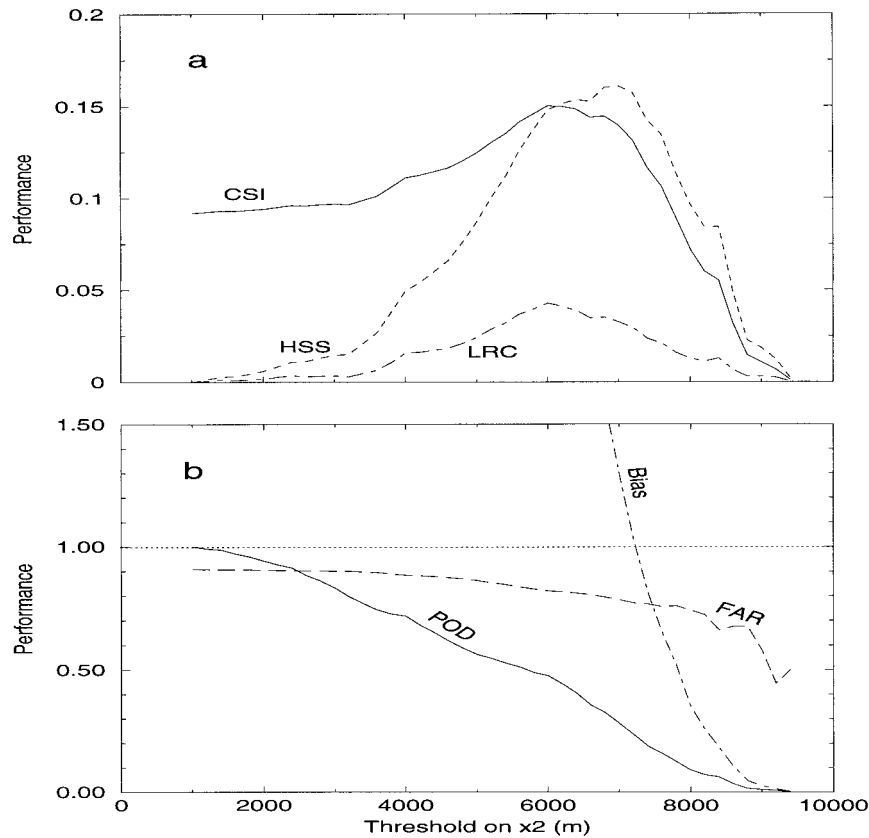 0.2
a
0.15
0.1
0.05
0
Performance
CSI
HSS
LRC
1.50
b
1.00
0.50
0.00
Performance
Bias
POD
FAR
0
2000
4000
6000
8000
10000
Threshold on x2 (m)